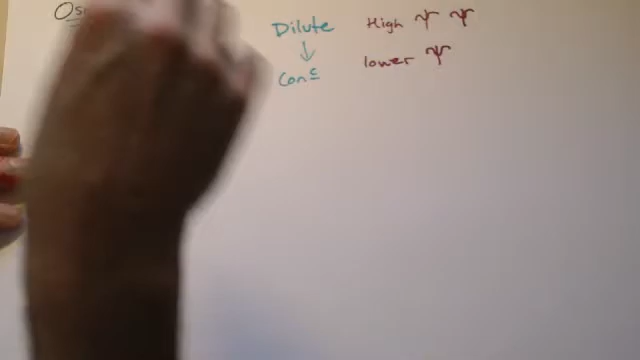 Dilute High Ψ Ψ
↓
Conc lower Ψ